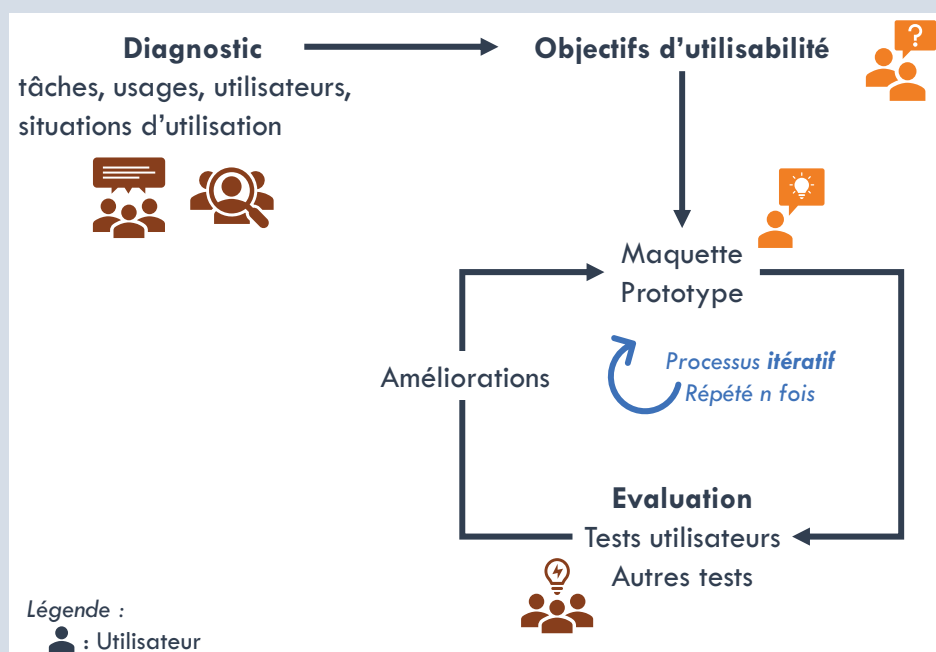 Diagnostic
tâches, usages, utilisateurs,
situations d'utilisation
Objectifs d'utilisabilité
?
Maquette
Prototype
Processus itératif
Répété n fois
Améliorations
Evaluation
Tests utilisateurs
Autres tests
Légende :
: Utilisateur